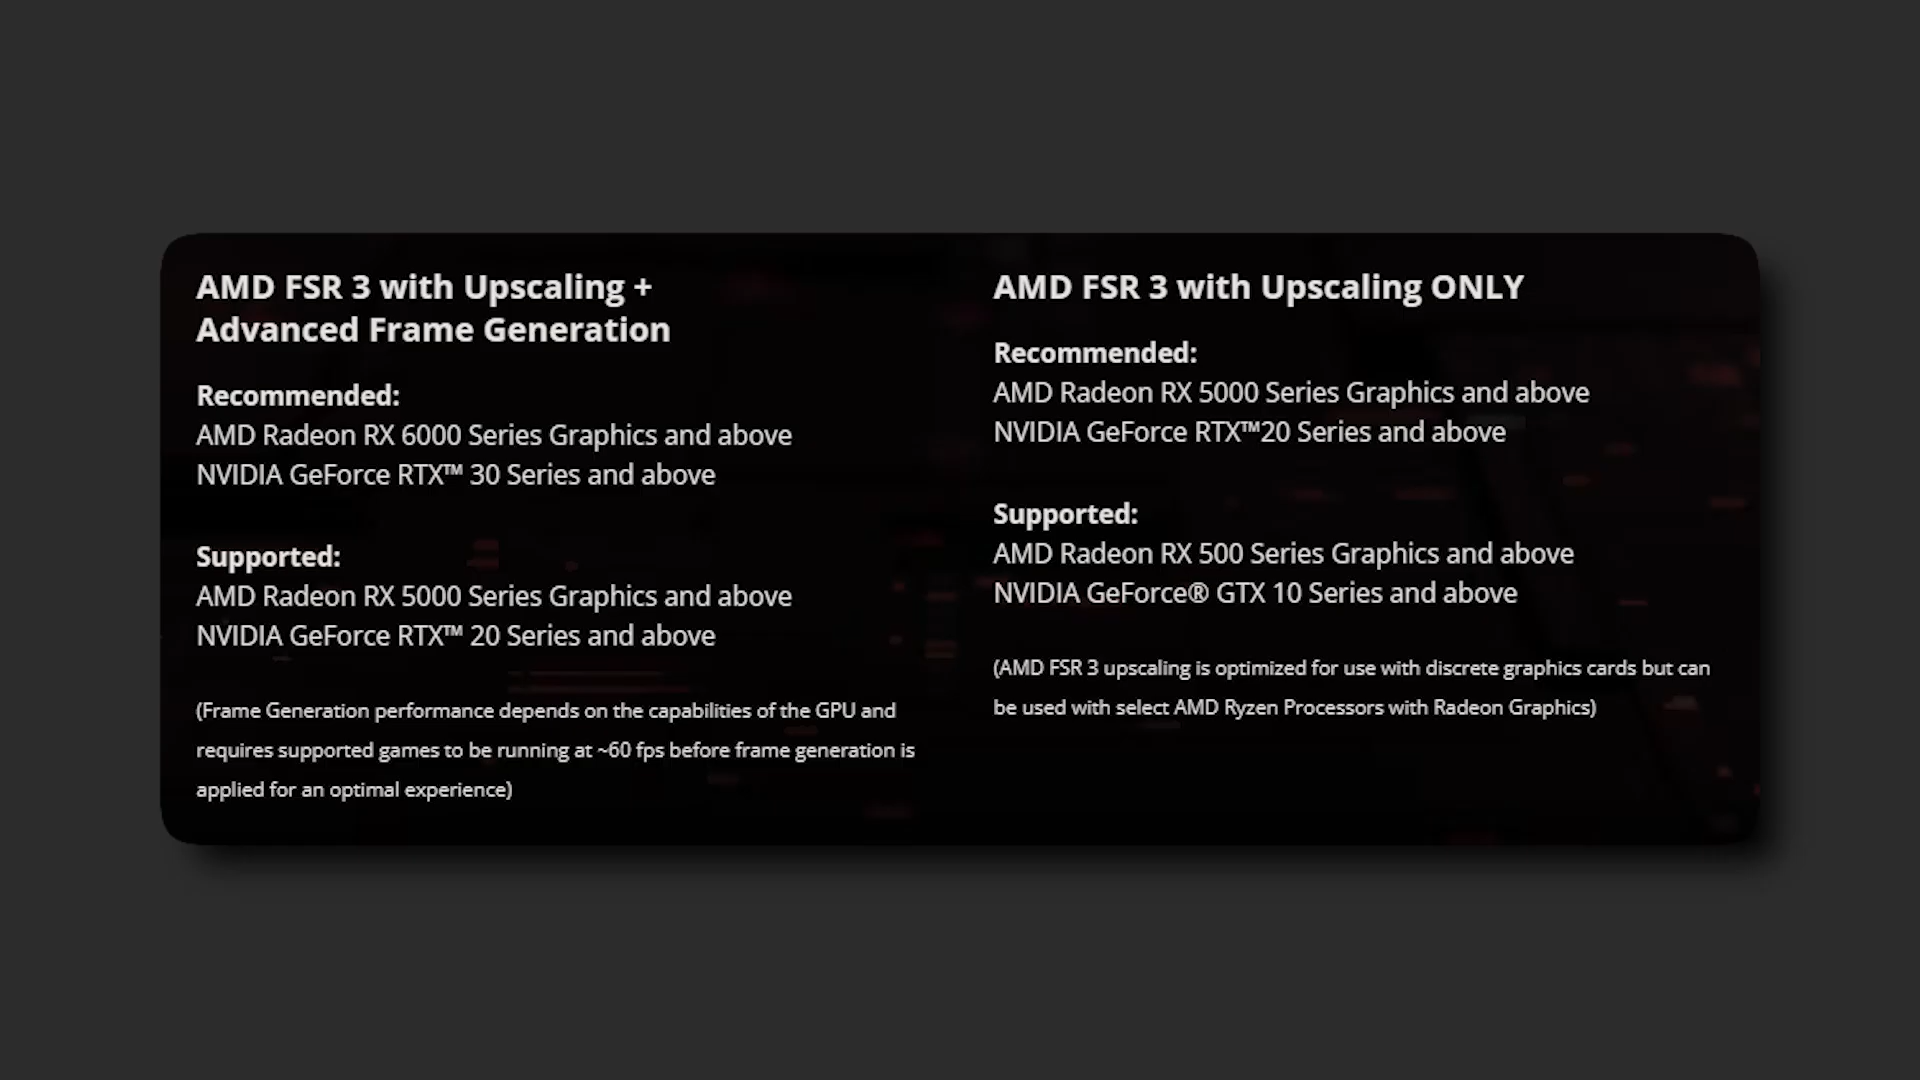 AMD FSR 3 with Upscaling +
Advanced Frame Generation
Recommended:
AMD Radeon RX 6000 Series Graphics and above
NVIDIA GeForce RTX™ 30 Series and above
Supported:
AMD Radeon RX 5000 Series Graphics and above
NVIDIA GeForce RTX™ 20 Series and above
(Frame Generation performance depends on the capabilities of the GPU and
requires supported games to be running at ~60 fps before frame generation is
applied for an optimal experience)
AMD FSR 3 with Upscaling ONLY
Recommended:
AMD Radeon RX 5000 Series Graphics and above
NVIDIA GeForce RTX™20 Series and above
Supported:
AMD Radeon RX 500 Series Graphics and above
NVIDIA GeForce® GTX 10 Series and above
(AMD FSR 3 upscaling is optimized for use with discrete graphics cards but can
be used with select AMD Ryzen Processors with Radeon Graphics)